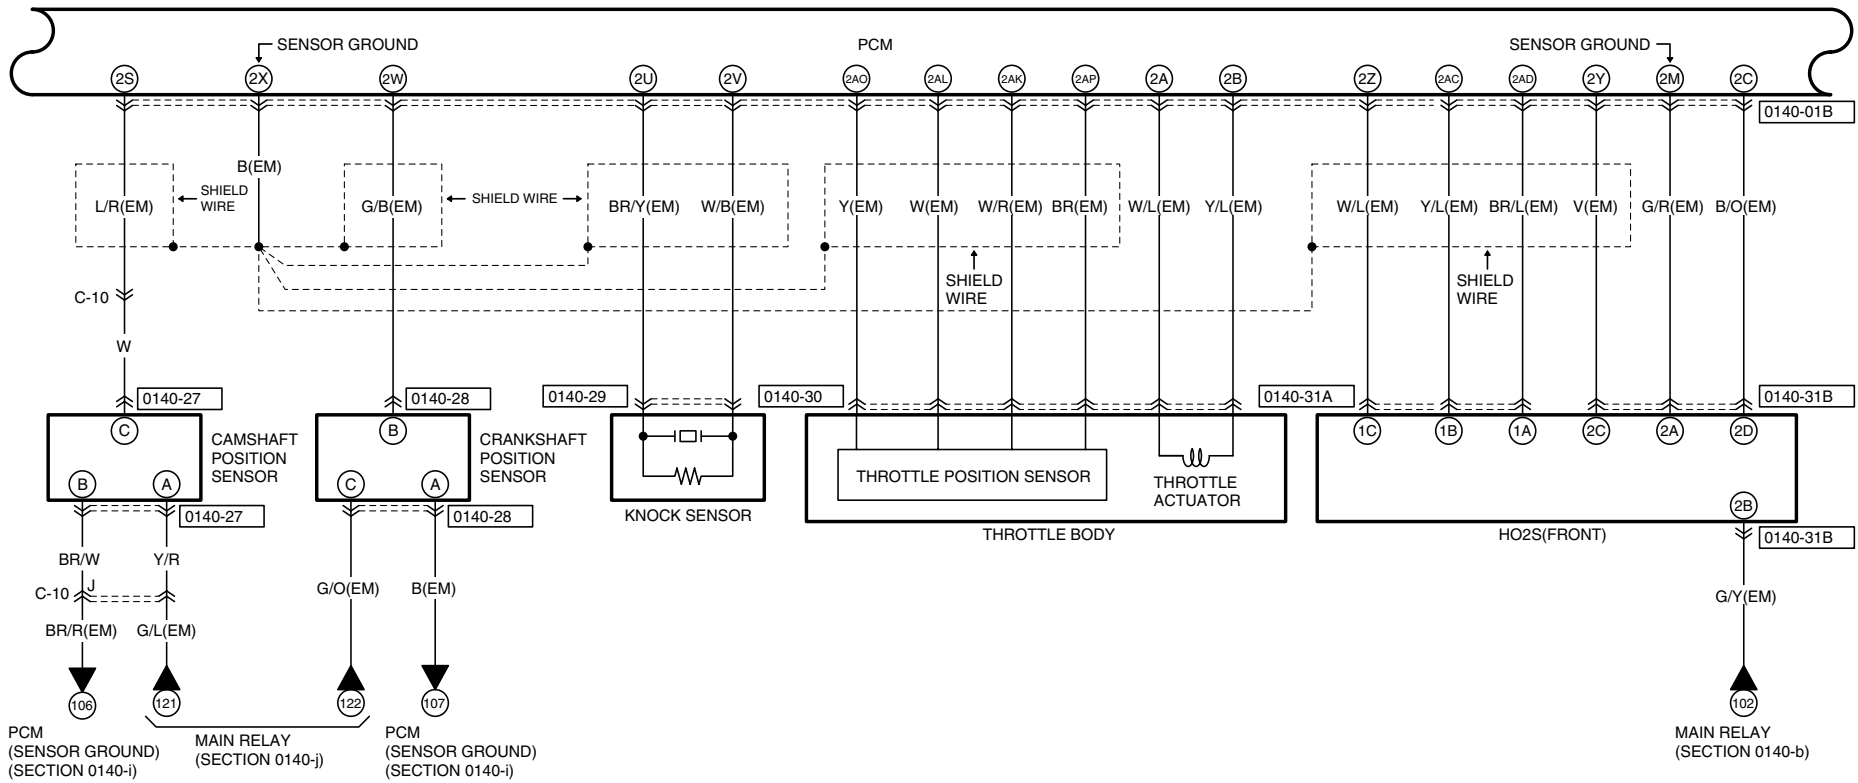 SENSOR GROUND
PCM
SENSOR GROUND
2S
2X
2W
2U
2V
2AO
2AL
2AK
2AP
2A
2B
2Z
2AC
2AD
2Y
2M
2C
0140-01B
B(EM)
L/R(EM)
SHIELD
WIRE
G/B(EM)
SHIELD WIRE
BR/Y(EM)
W/B(EM)
Y(EM)
W(EM)
W/R(EM)
BR(EM)
W/L(EM)
Y/L(EM)
W/L(EM)
Y/L(EM)
BR/L(EM)
V(EM)
G/R(EM)
B/O(EM)
SHIELD
WIRE
SHIELD
WIRE
C-10
W
0140-27
0140-28
0140-29
0140-30
0140-31A
0140-31B
C
CAMSHAFT
POSITION
SENSOR
B
A
B
CRANKSHAFT
POSITION
SENSOR
C
A
KNOCK SENSOR
THROTTLE POSITION SENSOR
THROTTLE
ACTUATOR
THROTTLE BODY
1C
1B
1A
2C
2A
2D
2B
HO2S(FRONT)
0140-27
0140-28
0140-31B
BR/W
Y/R
C-10
J
BR/R(EM)
G/L(EM)
G/O(EM)
B(EM)
G/Y(EM)
106
121
122
107
102
PCM
(SENSOR GROUND)
(SECTION 0140-i)
MAIN RELAY
(SECTION 0140-j)
PCM
(SENSOR GROUND)
(SECTION 0140-i)
MAIN RELAY
(SECTION 0140-b)